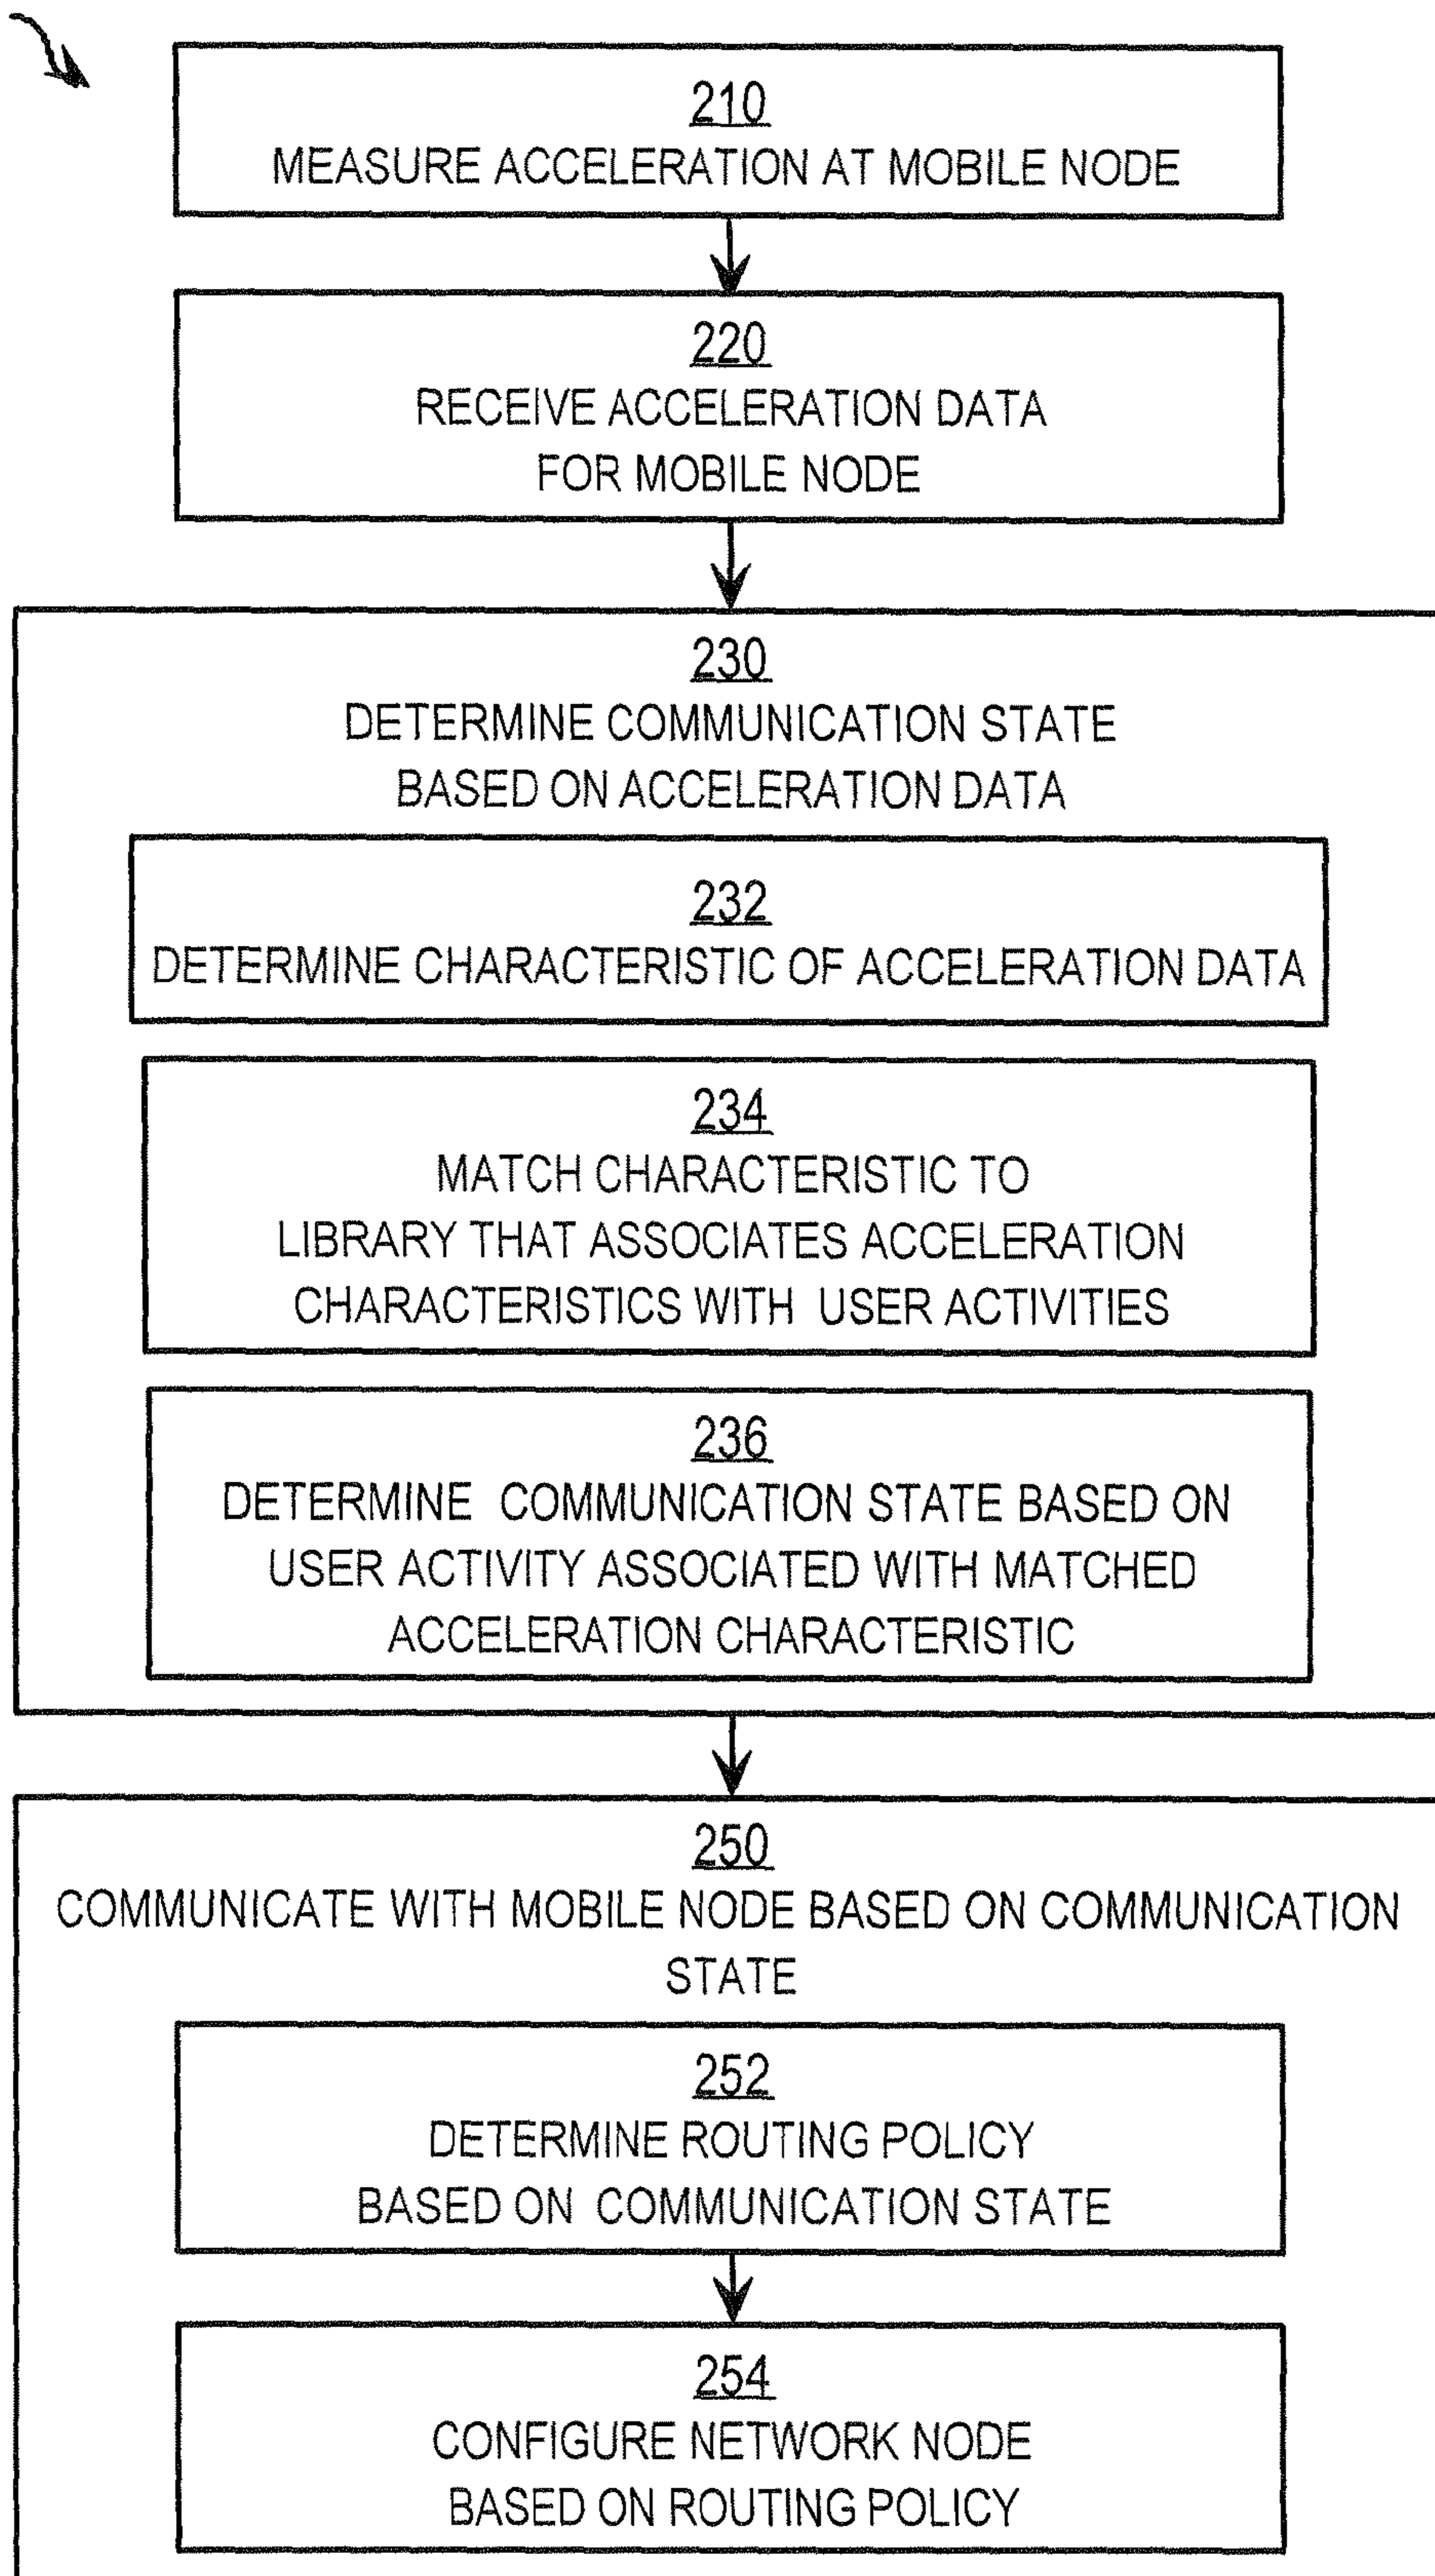 210
MEASURE ACCELERATION AT MOBILE NODE
220
RECEIVE ACCELERATION DATA
FOR MOBILE NODE
230
DETERMINE COMMUNICATION STATE
BASED ON ACCELERATION DATA
232
DETERMINE CHARACTERISTIC OF ACCELERATION DATA
234
MATCH CHARACTERISTIC TO
LIBRARY THAT ASSOCIATES ACCELERATION
CHARACTERISTICS WITH USER ACTIVITIES
236
DETERMINE COMMUNICATION STATE BASED ON
USER ACTIVITY ASSOCIATED WITH MATCHED
ACCELERATION CHARACTERISTIC
250
COMMUNICATE WITH MOBILE NODE BASED ON COMMUNICATION
STATE
252
DETERMINE ROUTING POLICY
BASED ON COMMUNICATION STATE
254
CONFIGURE NETWORK NODE
BASED ON ROUTING POLICY